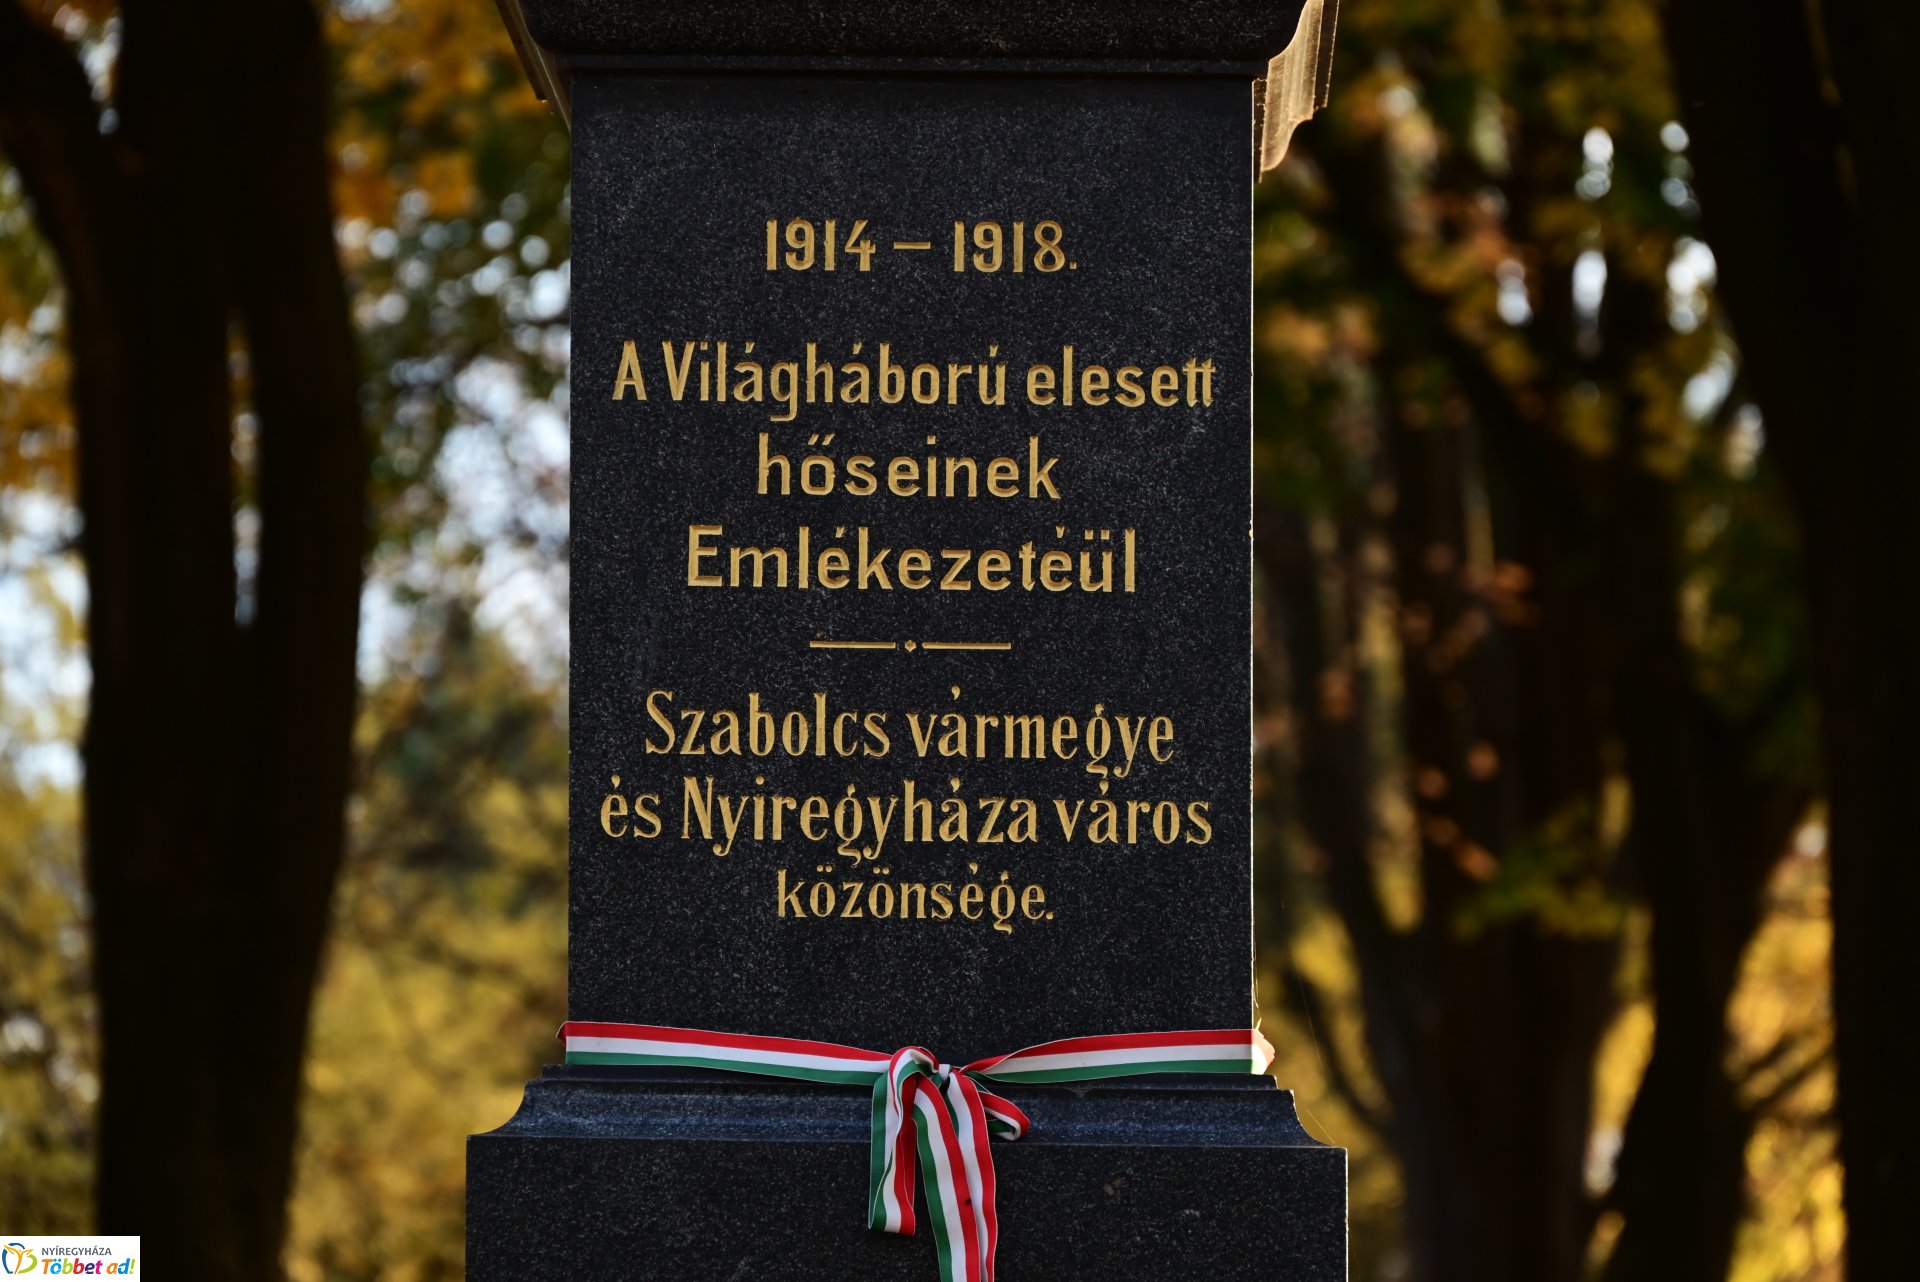 1914 – 1918.
A Világháború elesett
hőseinek
Emlékezetéül
Szabolcs vármegye
és Nyiregyháza város
közönsége.
NYÍREGYHÁZA
Többet ad!